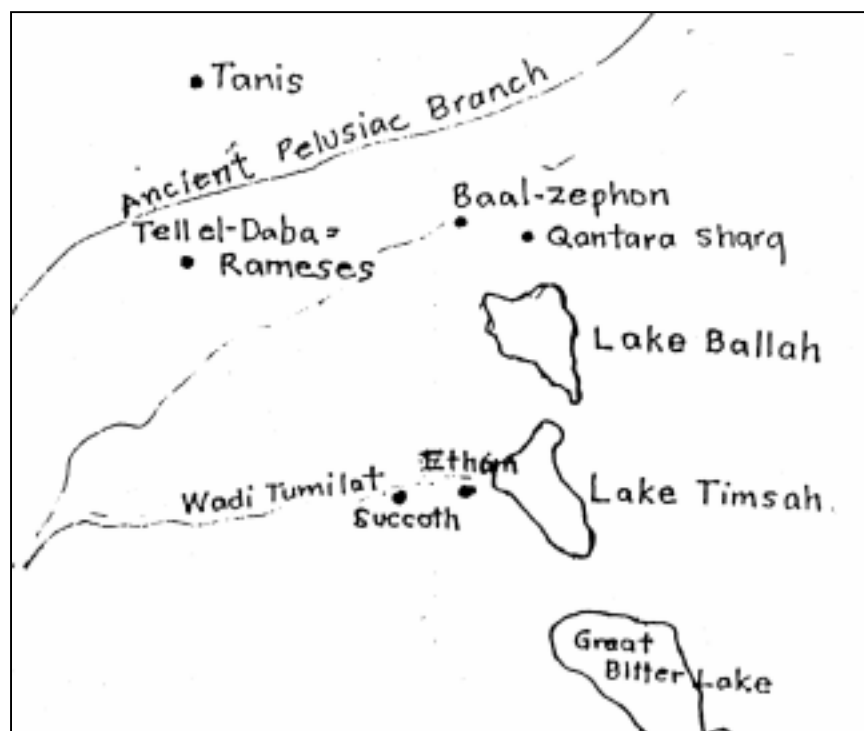 Tanis
Ancient Pelusiac Branch
Baal-zephon
Tell el-Daba =
Rameses
Qantara Sharq
Lake Ballah
Etham
Wadi Tumilat
Lake Timsah
Succoth
Great
Bitter Lake